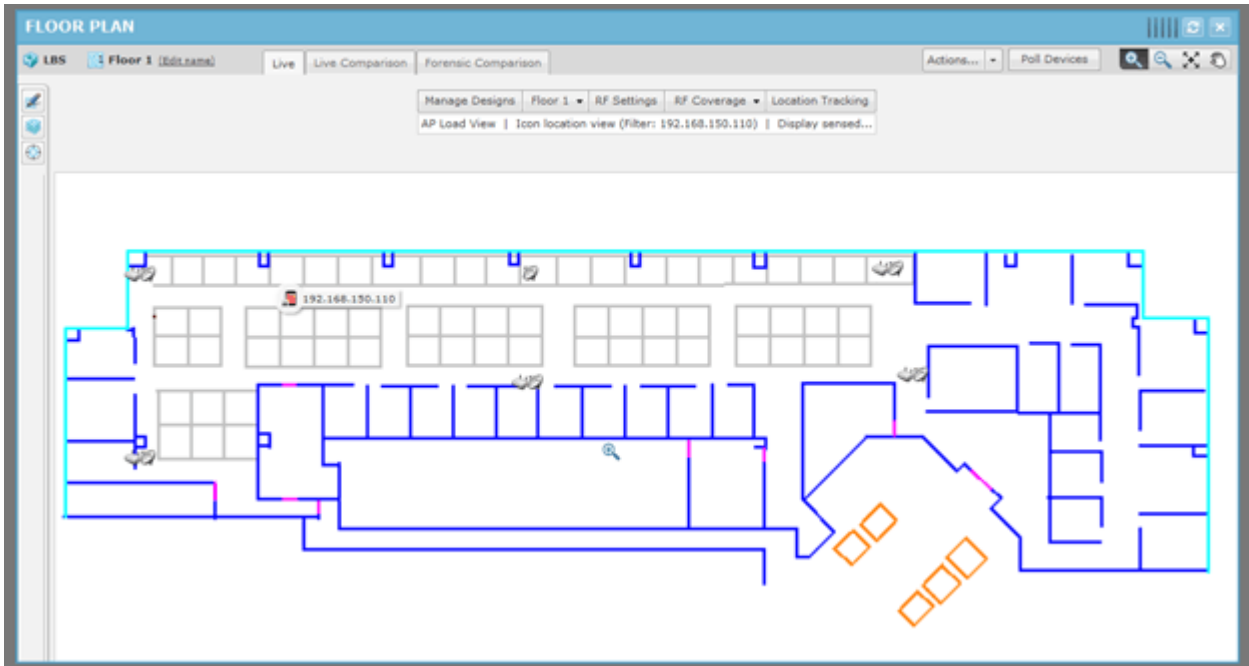 FLOOR PLAN
LBS Floor 1 (Edit name) Live Live Comparison Forensic Comparison Actions... Poll Devices
Manage Designs Floor 1 RF Settings RF Coverage Location Tracking
AP Load View | Icon location view (Filter: 192.168.150.110) | Display sensed...
192.168.150.110